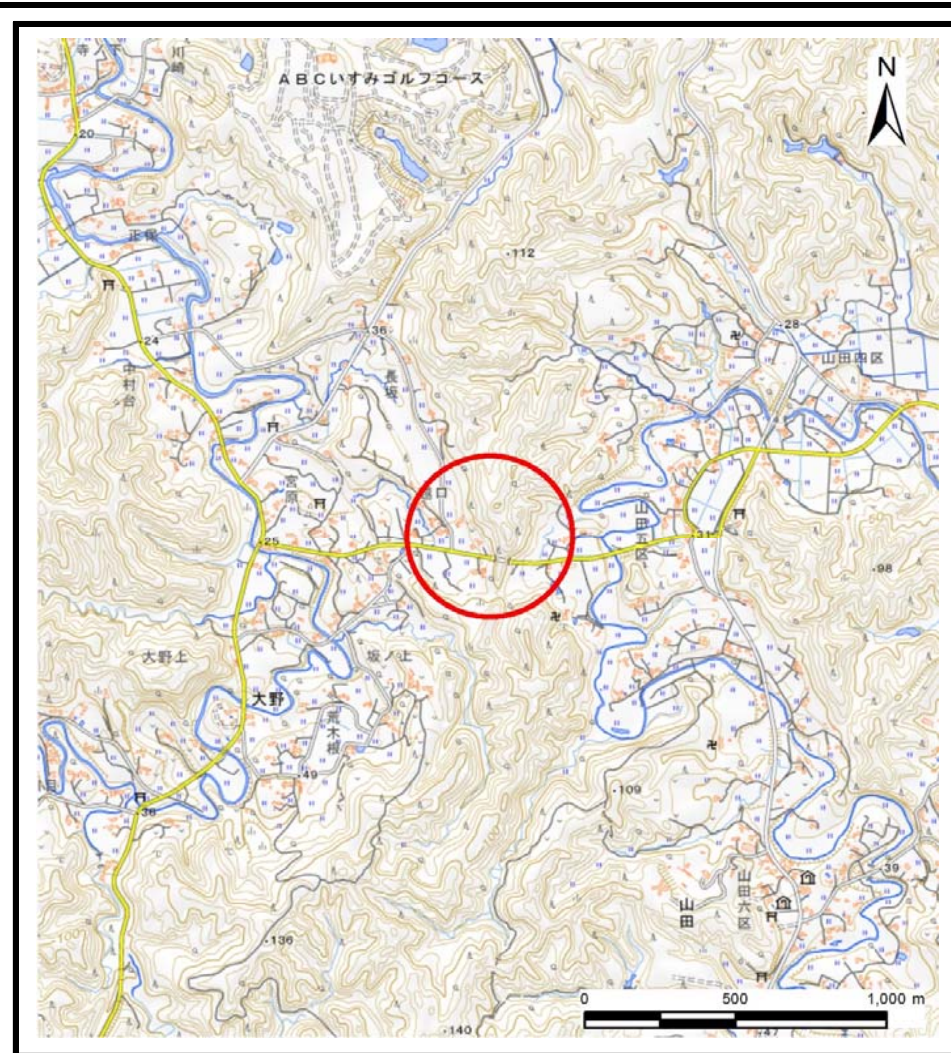 寺ノ下
川崎
ABCいすみゴルフコース
N
20
正保
112
36
28
24
長坂
山田四区
中村台
宮原
樋口
山田五区
31
25
98
大野上
坂ノ上
大野
荒木根
49
109
36
39
山田
山田六区
136
0 500 1,000 m
140
47